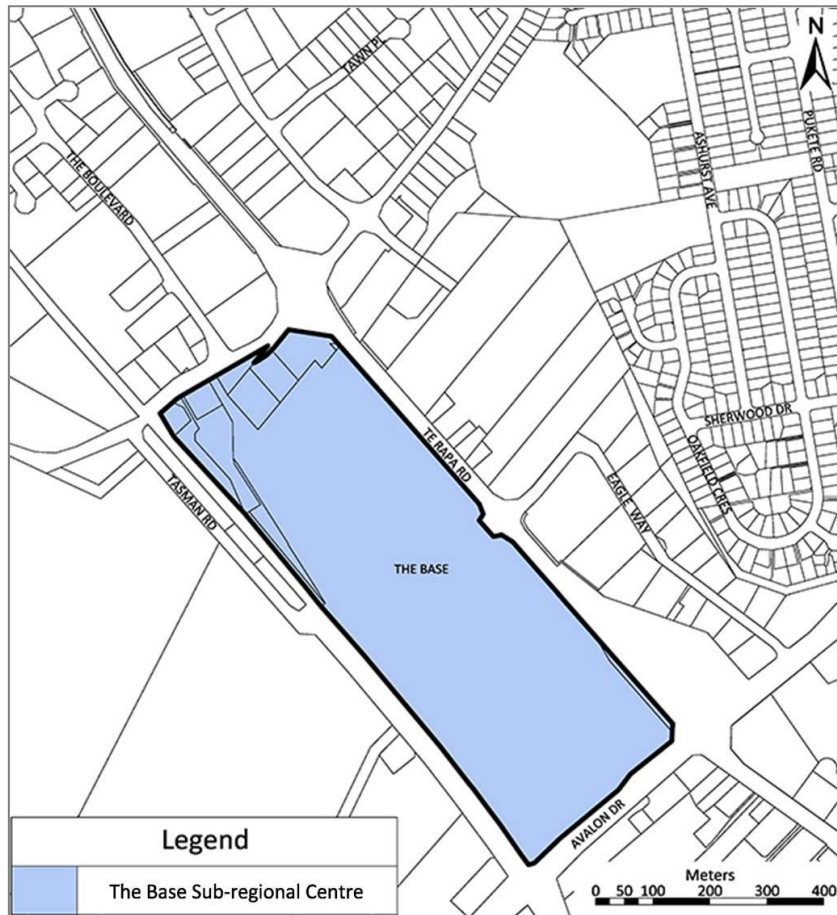 N
TAWN PL
THE BOULEVARD
ASHURST AVE
PUKETE RD
TE RAPA RD
SHERWOOD DR
OAKFIELD CRES
EAGLE WAY
TASMAN RD
THE BASE
AVALON DR
Legend
The Base Sub-regional Centre
Meters
0 50 100 200 300 400